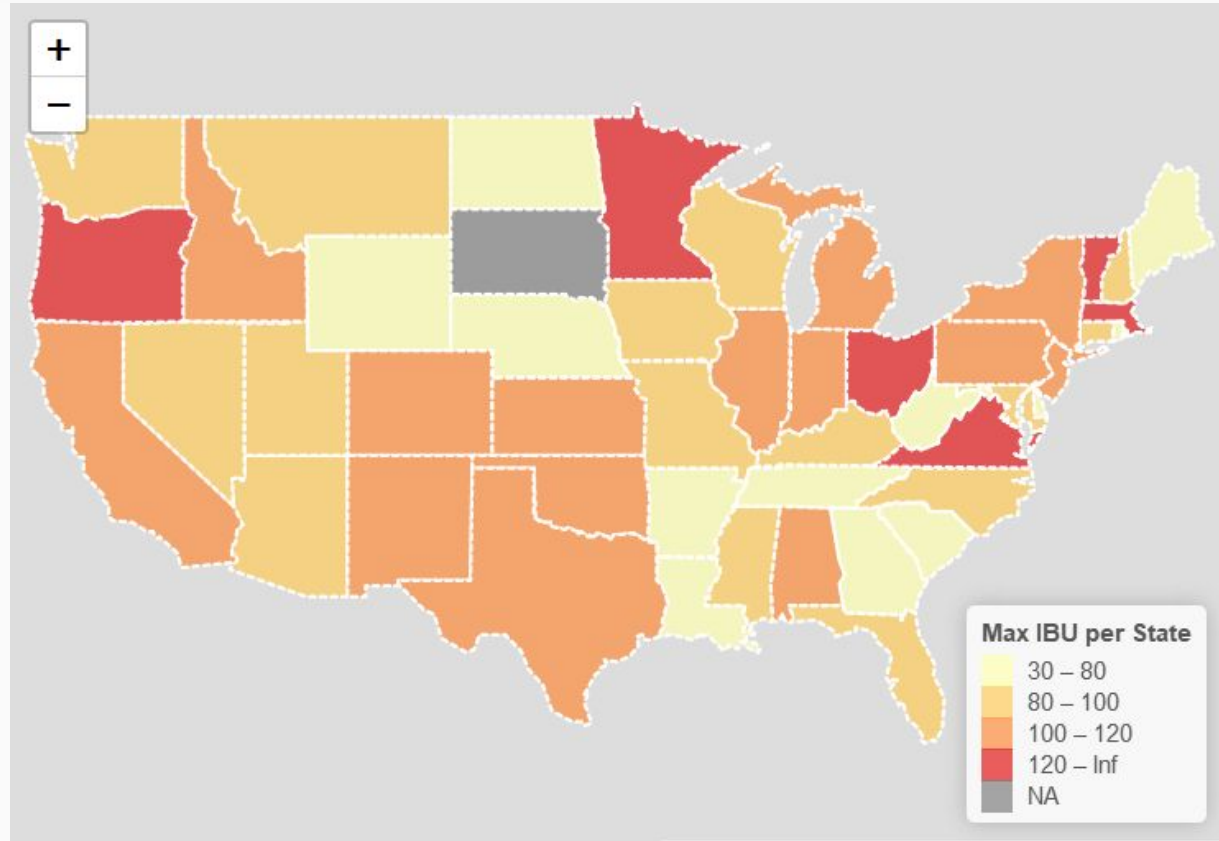 +
−
Max IBU per State
30 – 80
80 – 100
100 – 120
120 – Inf
NA